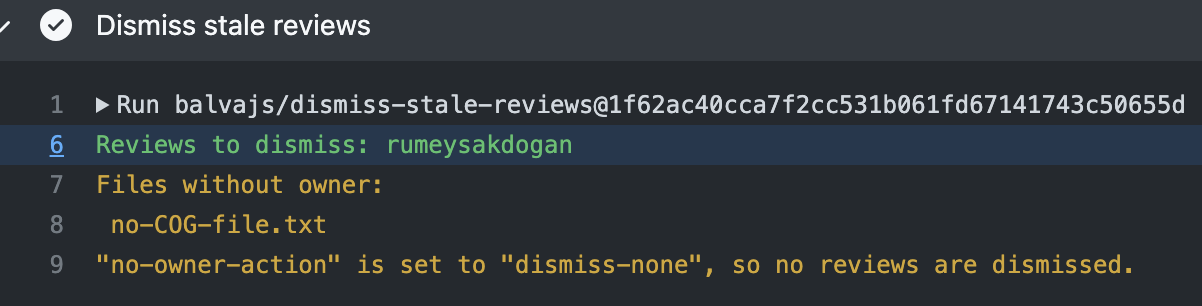 Dismiss stale reviews
1 Run balvajs/dismiss-stale-reviews@1f62ac40cca7f2cc531b061fd67141743c50655d
6 Reviews to dismiss: rumeysakdogan
7 Files without owner:
8 no-COG-file.txt
9 "no-owner-action" is set to "dismiss-none", so no reviews are dismissed.